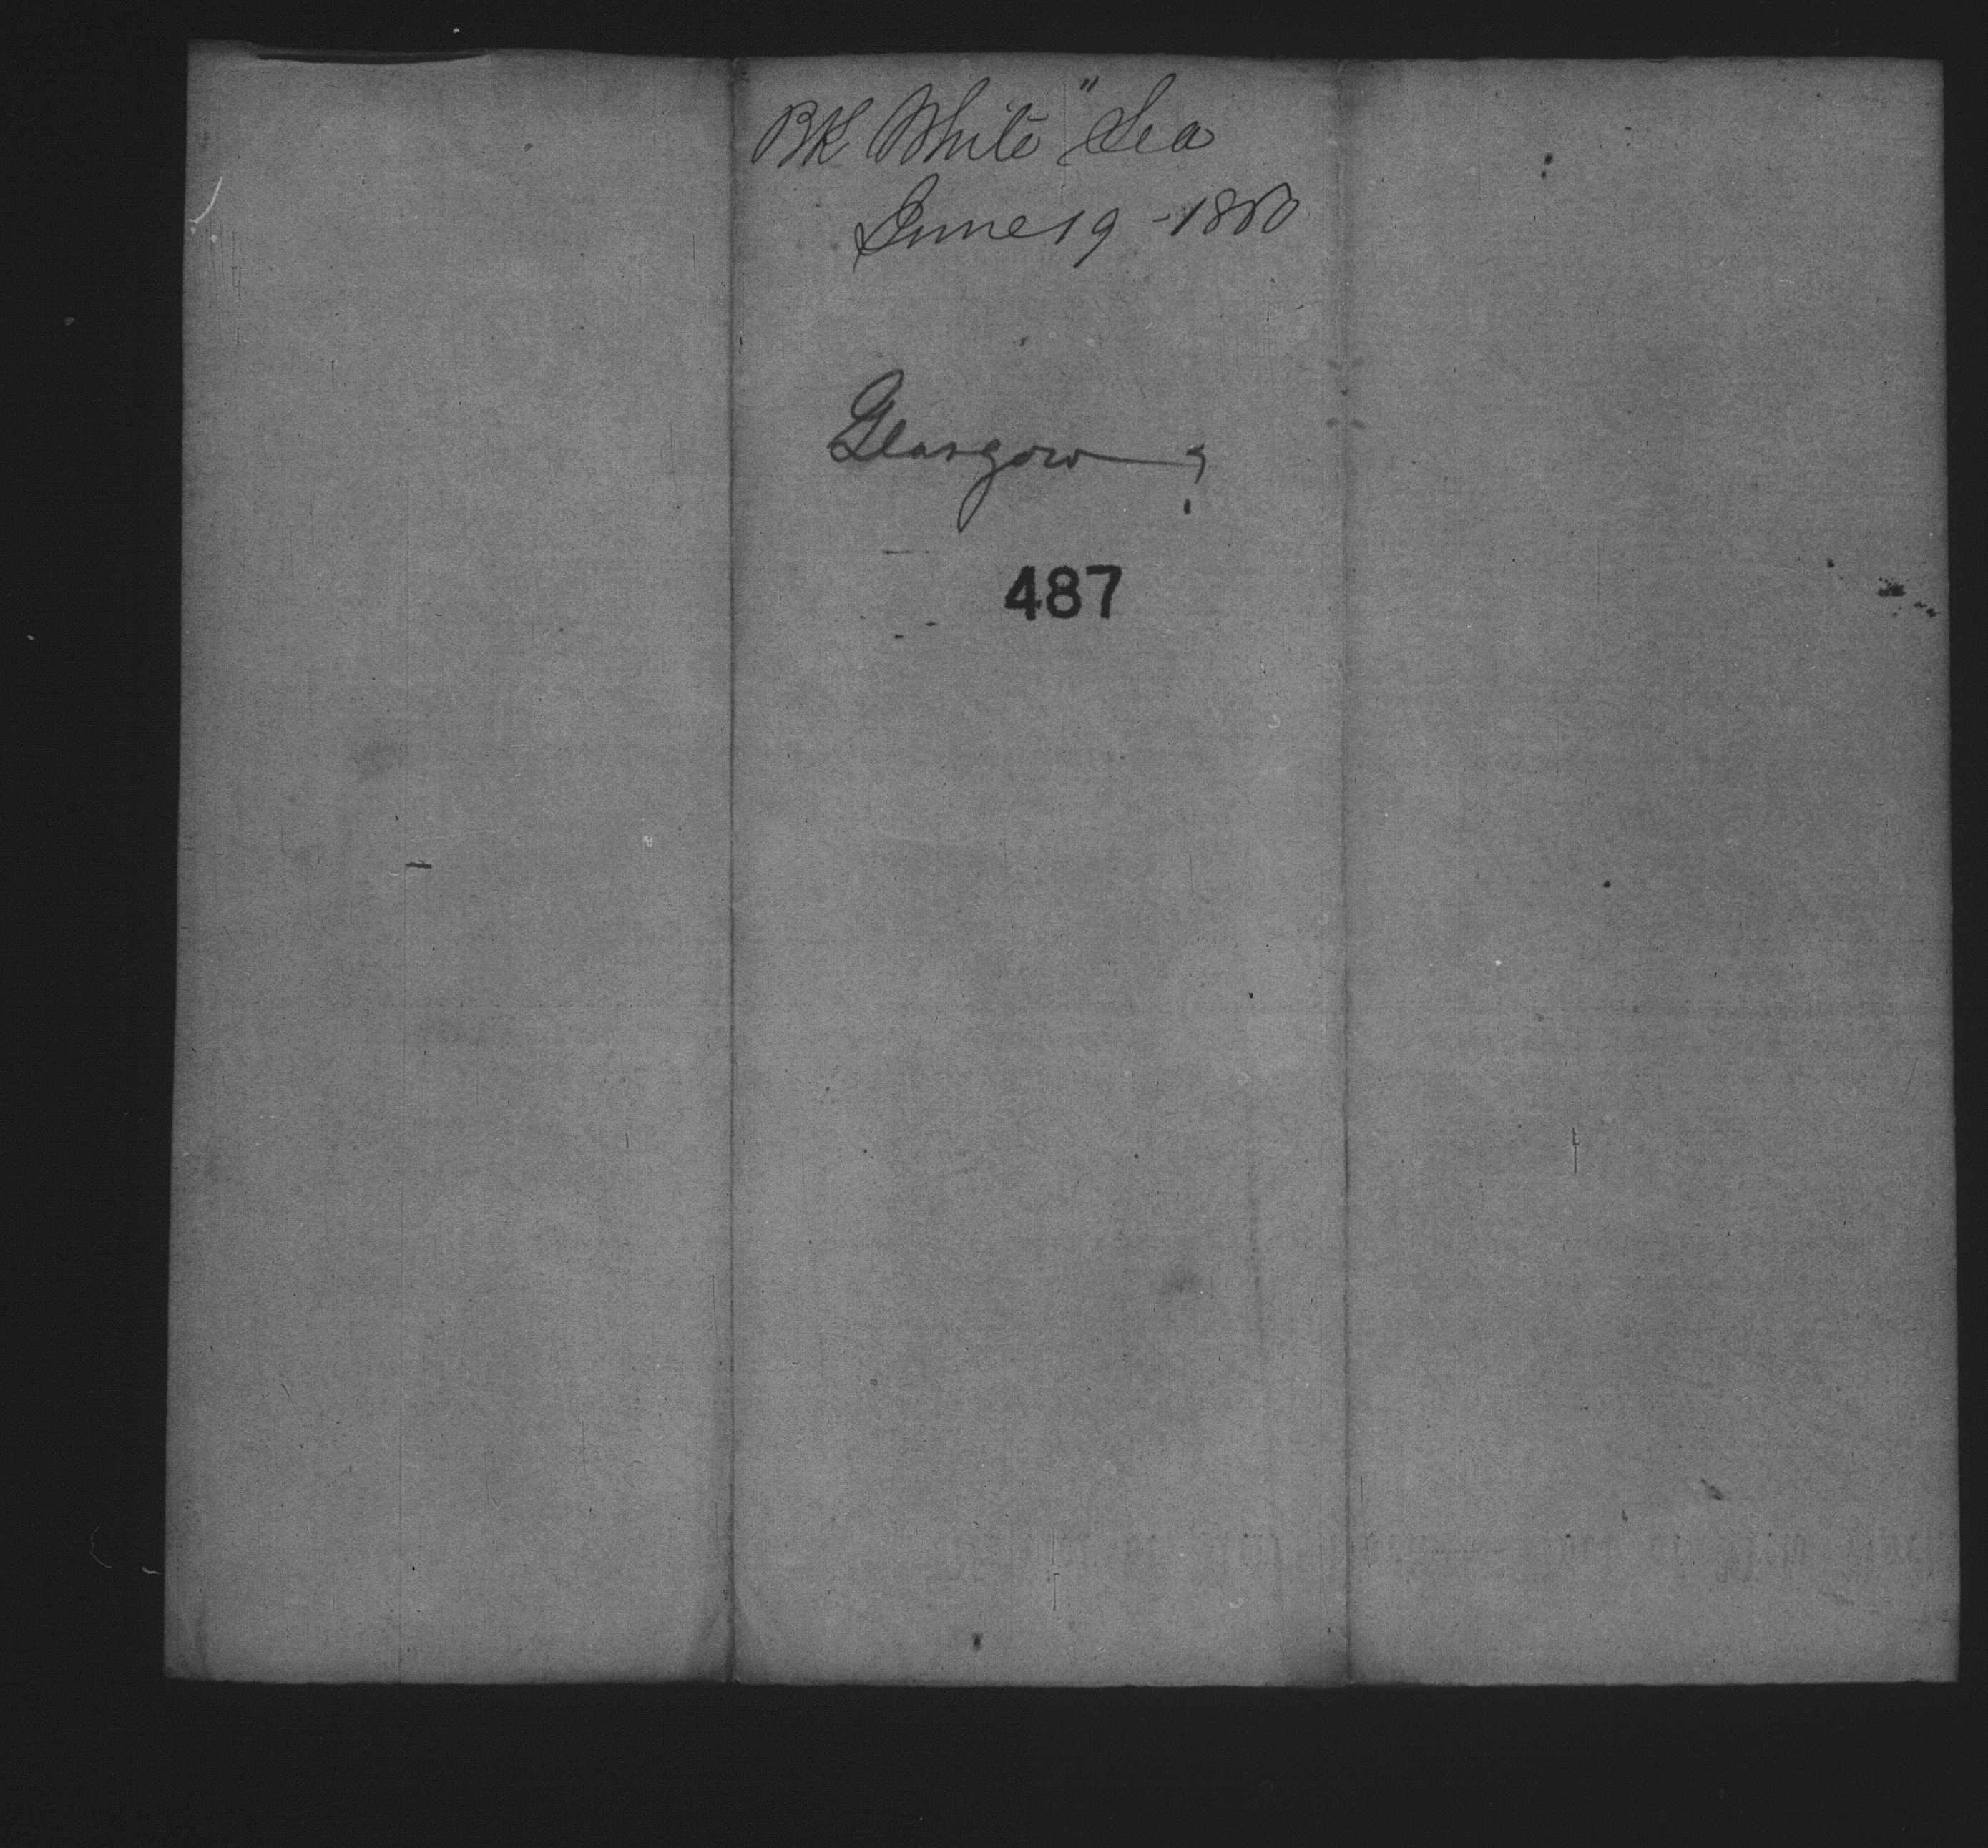 BK White" Sea
June 19 - 1880
Glasgow ?
487